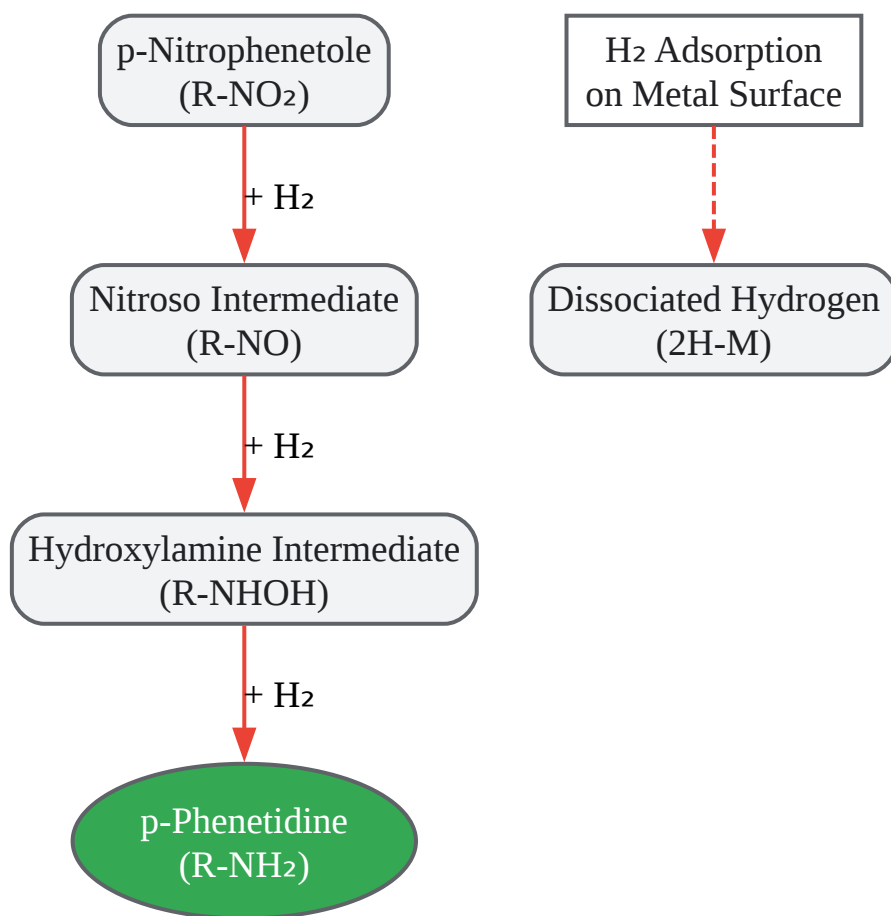 p-Nitrophenetole
(R-NO₂)
H₂ Adsorption
on Metal Surface
+ H₂
Nitroso Intermediate
(R-NO)
Dissociated Hydrogen
(2H-M)
+ H₂
Hydroxylamine Intermediate
(R-NHOH)
+ H₂
p-Phenetidine
(R-NH₂)